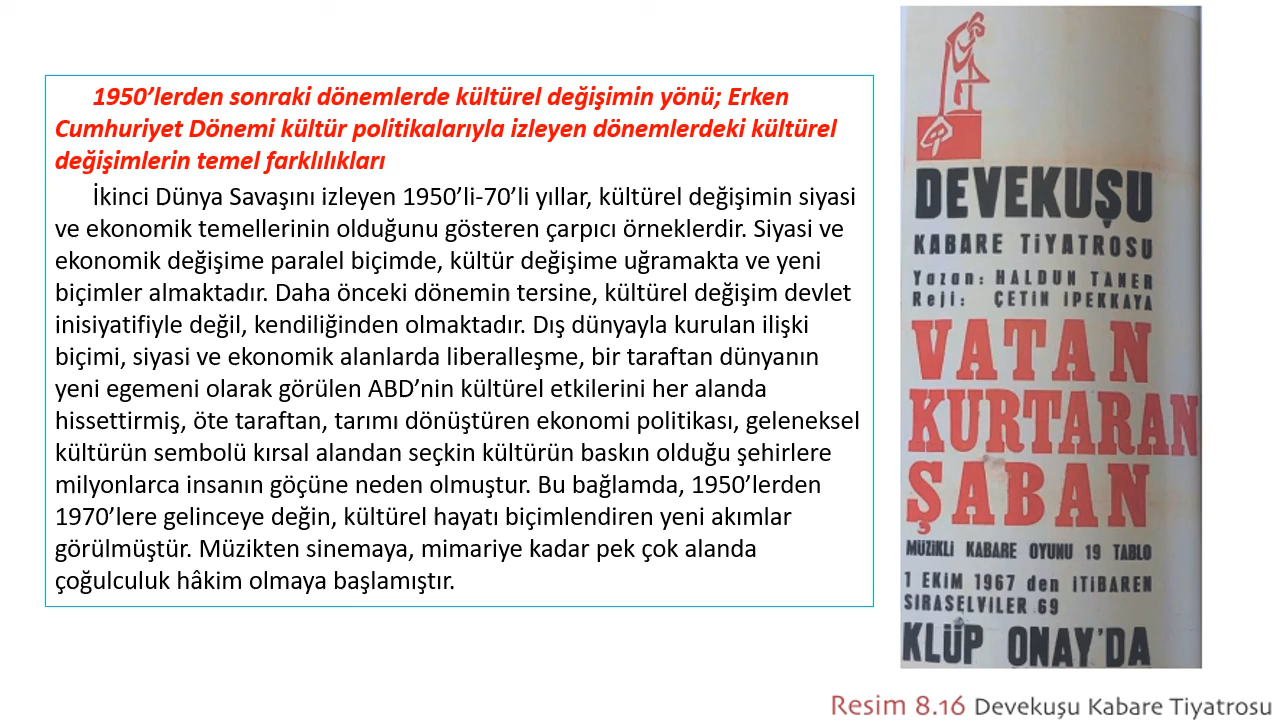 1950’lerden sonraki dönemlerde kültürel değişimin yönü; Erken
Cumhuriyet Dönemi kültür politikalarıyla izleyen dönemlerdeki kültürel
değişimlerin temel farklılıkları
İkinci Dünya Savaşını izleyen 1950’li-70’li yıllar, kültürel değişimin siyasi
ve ekonomik temellerinin olduğunu gösteren çarpıcı örneklerdir. Siyasi ve
ekonomik değişime paralel biçimde, kültür değişime uğramakta ve yeni
biçimler almaktadır. Daha önceki dönemin tersine, kültürel değişim devlet
inisiyatifiyle değil, kendiliğinden olmaktadır. Dış dünyayla kurulan ilişki
biçimi, siyasi ve ekonomik alanlarda liberalleşme, bir taraftan dünyanın
yeni egemeni olarak görülen ABD’nin kültürel etkilerini her alanda
hissettirmiş, öte taraftan, tarımı dönüştüren ekonomi politikası, geleneksel
kültürün sembolü kırsal alandan seçkin kültürün baskın olduğu şehirlere
milyonlarca insanın göçüne neden olmuştur. Bu bağlamda, 1950’lerden
1970’lere gelinceye değin, kültürel hayatı biçimlendiren yeni akımlar
görülmüştür. Müzikten sinemaya, mimariye kadar pek çok alanda
çoğulculuk hâkim olmaya başlamıştır.
DEVEKUŞU
KABARE TİYATROSU
Yazan: HALDUN TANER
Reji: ÇETİN İPEKKAYA
VATAN
KURTARAN
ŞABAN
MÜZİKLİ KABARE OYUNU 19 TABLO
1 EKİM 1967 den İTİBAREN
SIRASELVİLER 69
KLÜP ONAY'DA
Resim 8.16 Devekuşu Kabare Tiyatrosu